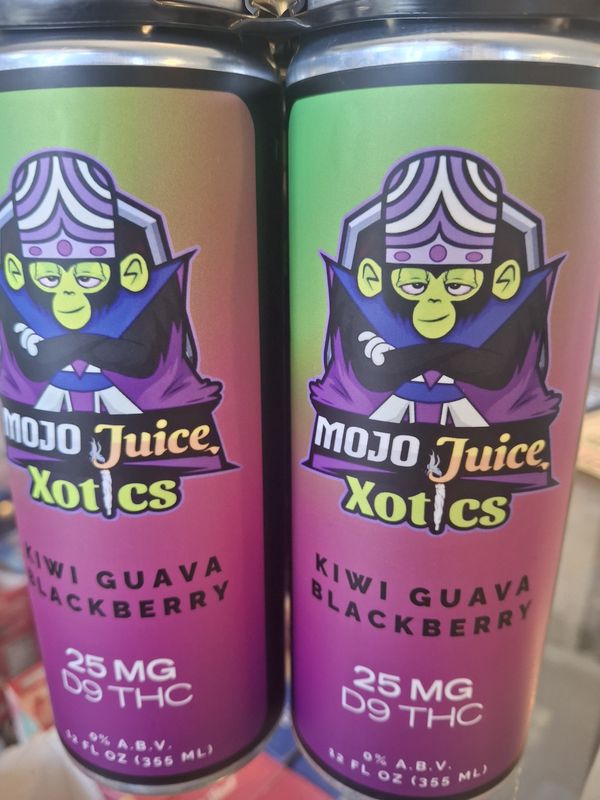 MOJO Juice
Xotics
KIWI GUAVA
BLACKBERRY
25 MG
D9 THC
0% A.B.V.
12 FL OZ (355 ML)
MOJO Juice
Xotics
KIWI GUAVA
BLACKBERRY
25 MG
D9 THC
0% A.B.V.
12 FL OZ (355 ML)